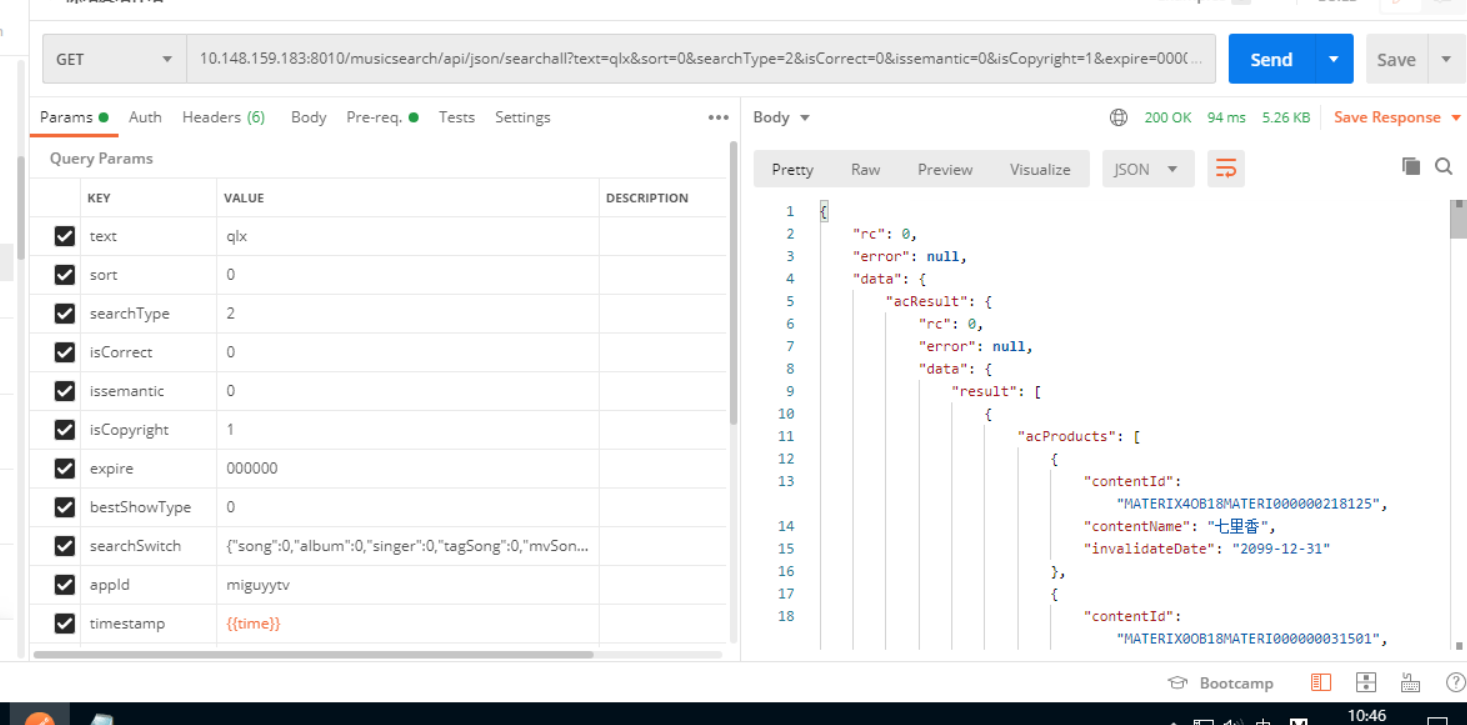 GET
10.148.159.183:8010/musicsearch/api/json/searchall?text=qlx&sort=0&searchType=2&isCorrect=0&issemantic=0&isCopyright=1&expire=000(...
Send
Save
Params
Auth
Headers (6)
Body
Pre-req.
Tests
Settings
•••
Query Params
KEY VALUE DESCRIPTION
text qlx
sort 0
searchType 2
isCorrect 0
issemantic 0
isCopyright 1
expire 000000
bestShowType 0
searchSwitch {"song":0,"album":0,"singer":0,"tagSong":0,"mvSon...
appId miguyytv
timestamp {{time}}
Body
200 OK 94 ms 5.26 KB Save Response
Pretty Raw Preview Visualize JSON
1 {
2 "rc": 0,
3 "error": null,
4 "data": {
5 "acResult": {
6 "rc": 0,
7 "error": null,
8 "data": {
9 "result": [
10 {
11 "acProducts": [
12 {
13 "contentId":
"MATERIX4OB18MATERI000000218125",
14 "contentName": "七里香",
15 "invalidateDate": "2099-12-31"
16 },
17 {
18 "contentId":
"MATERIX0OB18MATERI000000031501",
Bootcamp
中
10:46